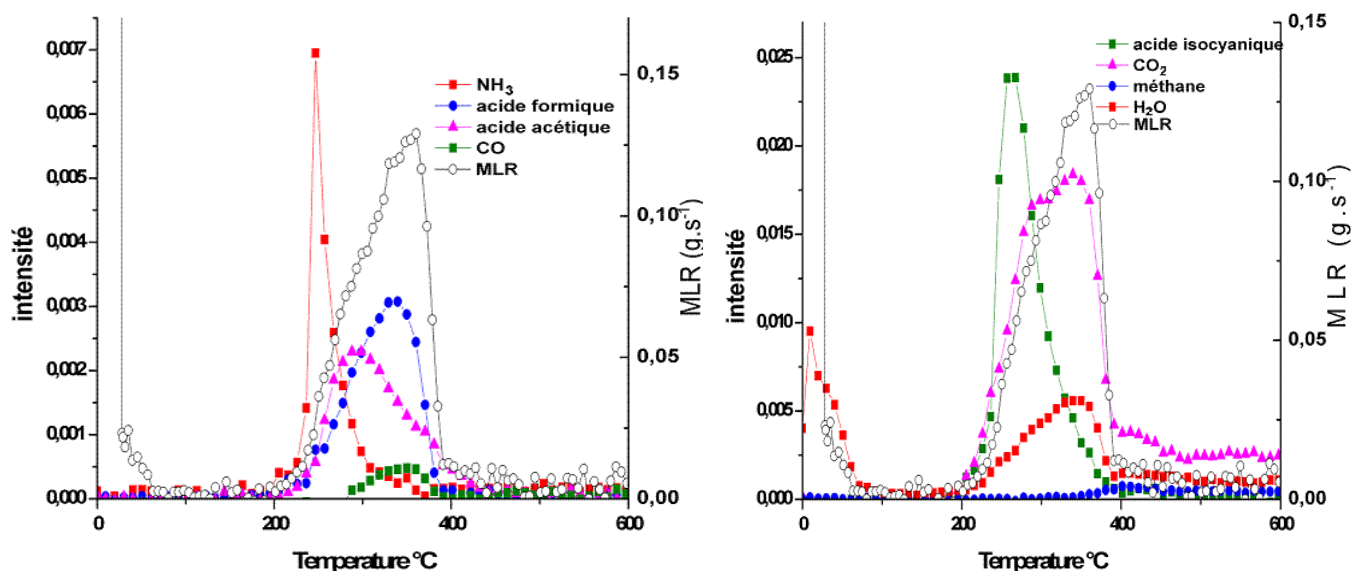 0,007
0,006
0,005
0,004
0,003
0,002
0,001
0,000
intensité
NH3
acide formique
acide acétique
CO
MLR
0,15
0,10
0,05
0,00
MLR (g.s-1)
0 200 400 600
Temperature °C
0,025
0,020
0,015
0,010
0,005
0,000
intensité
acide isocyanique
CO2
méthane
H2O
MLR
0,15
0,10
0,05
0,00
MLR (g.s-1)
0 200 400 600
Temperature °C